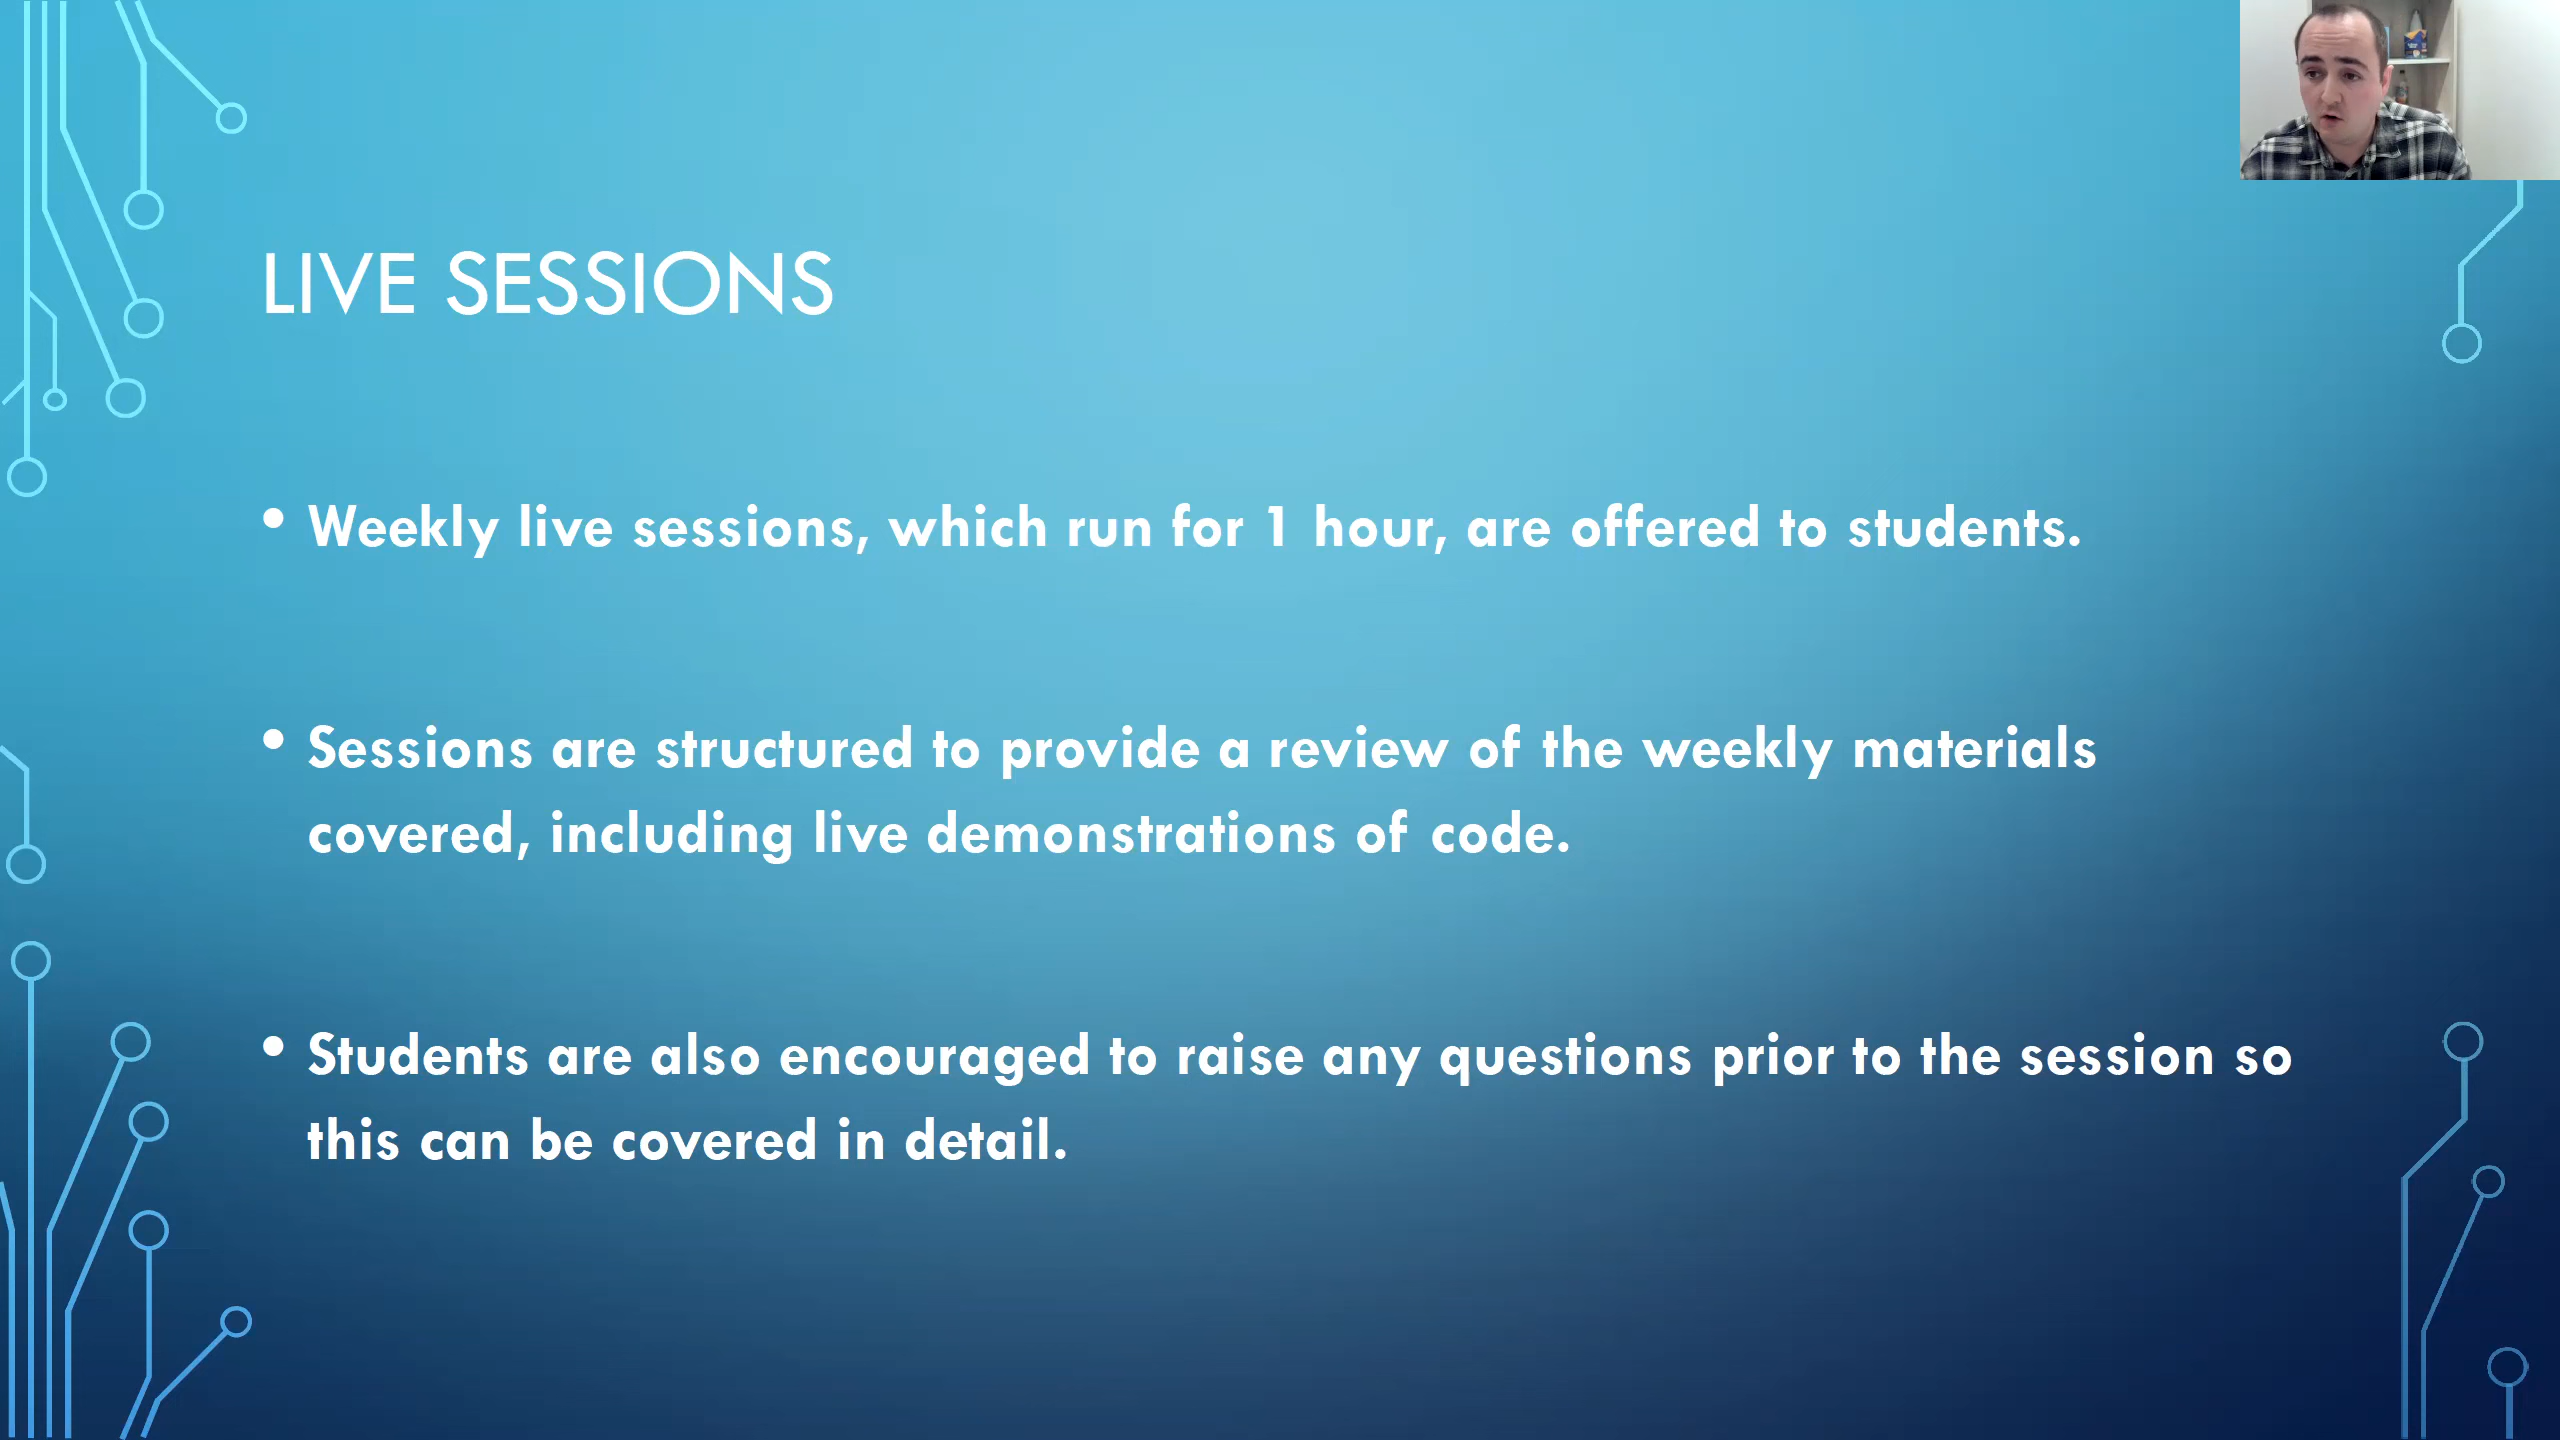 LIVE SESSIONS
• Weekly live sessions, which run for 1 hour, are offered to students.
• Sessions are structured to provide a review of the weekly materials
covered, including live demonstrations of code.
• Students are also encouraged to raise any questions prior to the session so
this can be covered in detail.